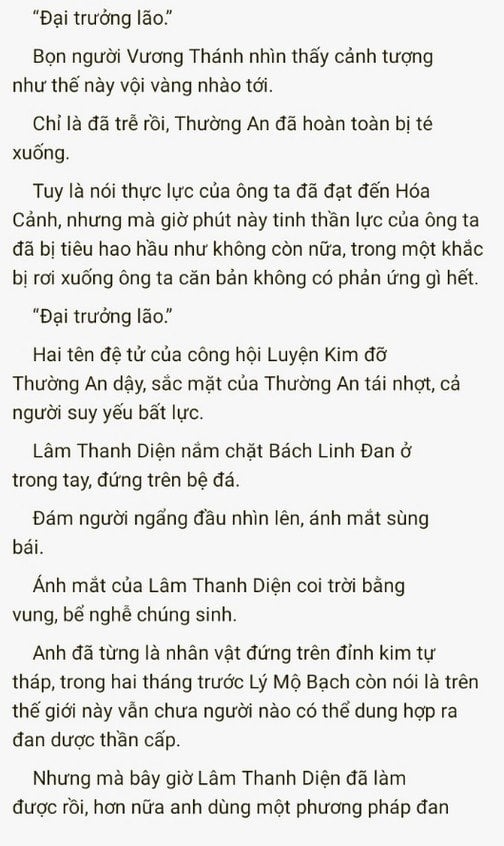 “Đại trưởng lão.”
Bọn người Vương Thánh nhìn thấy cảnh tượng
như thế này vội vàng nhào tới.
Chỉ là đã trễ rồi, Thường An đã hoàn toàn bị té
xuống.
Tuy là nói thực lực của ông ta đã đạt đến Hóa
Cảnh, nhưng mà giờ phút này tinh thần lực của ông ta
đã bị tiêu hao hầu như không còn nữa, trong một khắc
bị rơi xuống ông ta căn bản không có phản ứng gì hết.
“Đại trưởng lão.”
Hai tên đệ tử của công hội Luyện Kim đỡ
Thường An dậy, sắc mặt của Thường An tái nhợt, cả
người suy yếu bất lực.
Lâm Thanh Diện nắm chặt Bách Linh Đan ở
trong tay, đứng trên bệ đá.
Đám người ngẩng đầu nhìn lên, ánh mắt sùng
bái.
Ánh mắt của Lâm Thanh Diện coi trời bằng
vung, bể nghễ chúng sinh.
Anh đã từng là nhân vật đứng trên đỉnh kim tự
tháp, trong hai tháng trước Lý Mộ Bạch còn nói là trên
thế giới này vẫn chưa người nào có thể dung hợp ra
đan dược thần cấp.
Nhưng mà bây giờ Lâm Thanh Diện đã làm
được rồi, hơn nữa anh dùng một phương pháp đan